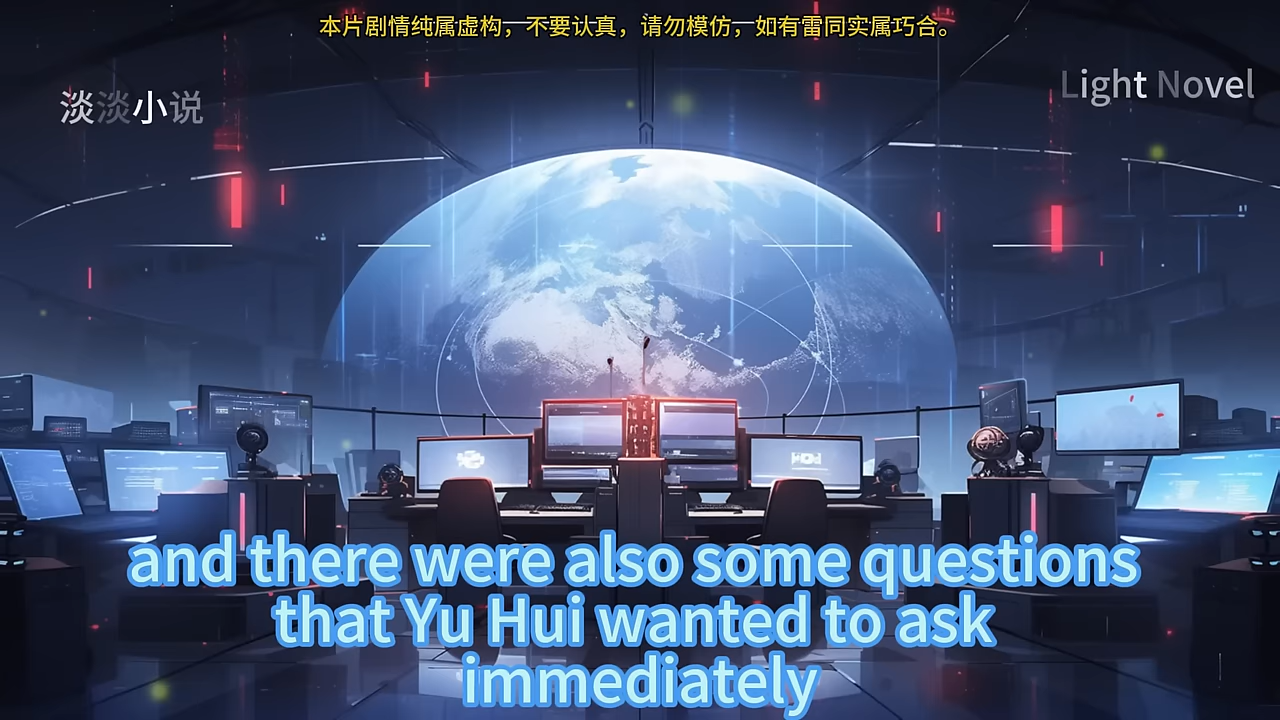 本片剧情纯属虚构，不要认真，请勿模仿，如有雷同实属巧合。
淡淡小说
Light Novel
and there were also some questions
that Yu Hui wanted to ask
immediately